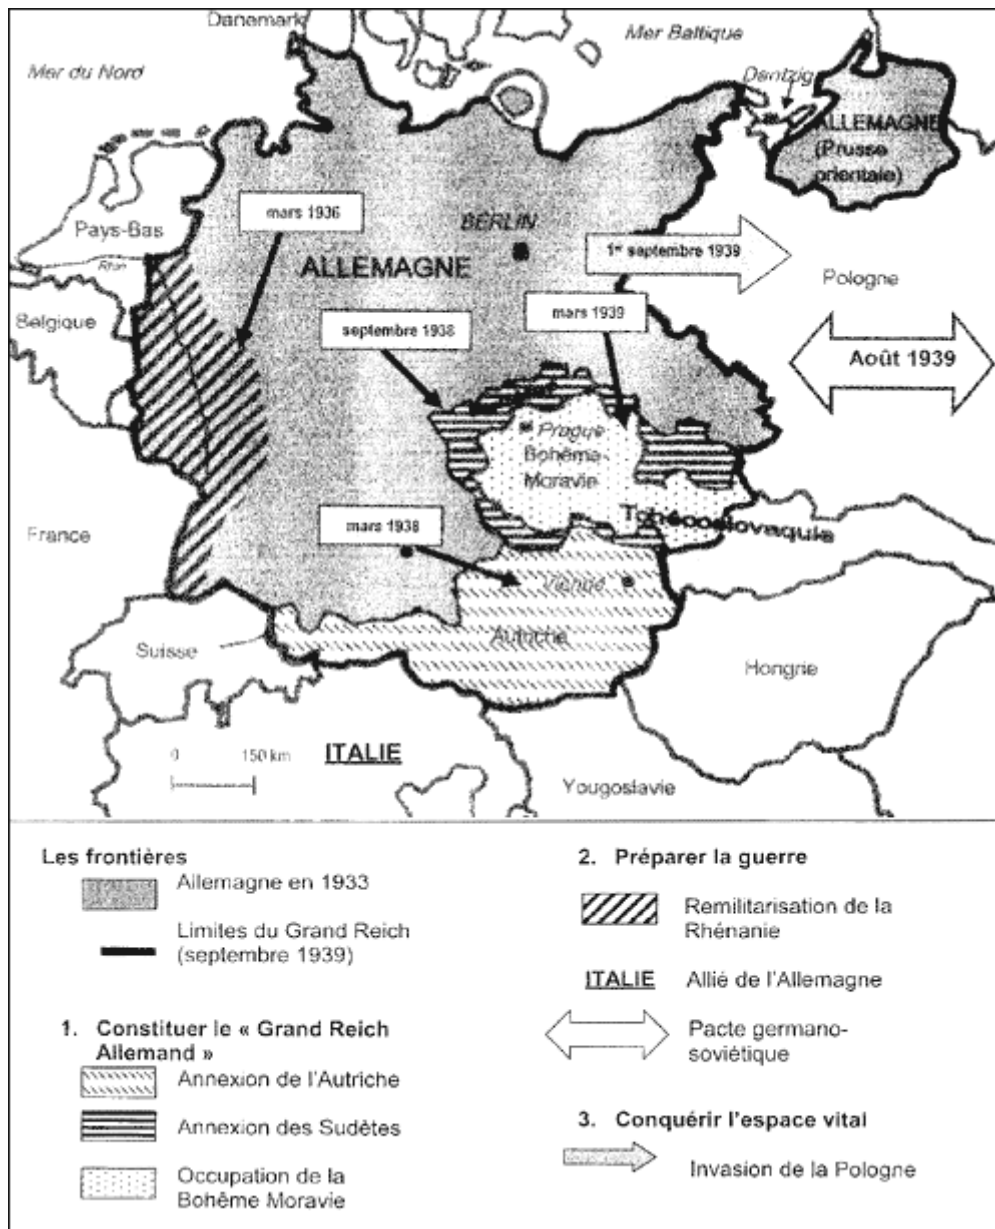 Danemark
Mer Baltique
Mer du Nord
Dantzig
ALLEMAGNE
(Prusse
orientale)
mars 1936
Pays-Bas
BERLIN
1er septembre 1939
Rhin
ALLEMAGNE
Pologne
Belgique
septembre 1938
mars 1939
Août 1939
Prague
Bohême
Moravie
mars 1938
Tchécoslovaquie
France
Vienne
Autriche
Suisse
Hongrie
0 150 km
ITALIE
Yougoslavie
Les frontières
Allemagne en 1933
Limites du Grand Reich
(septembre 1939)
1. Constituer le « Grand Reich
Allemand »
Annexion de l'Autriche
Annexion des Sudètes
Occupation de la
Bohême Moravie
2. Préparer la guerre
Remilitarisation de la
Rhénanie
ITALIE Allié de l'Allemagne
Pacte germano-
soviétique
3. Conquérir l'espace vital
Invasion de la Pologne